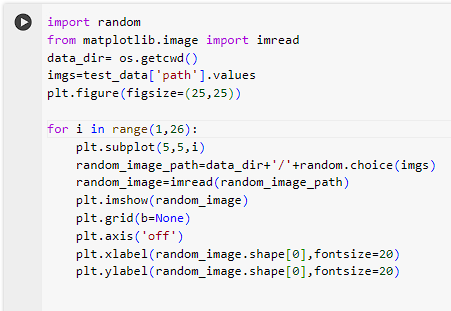 import random
from matplotlib.image import imread
data_dir= os.getcwd()
imgs=test_data['path'].values
plt.figure(figsize=(25,25))

for i in range(1,26):
    plt.subplot(5,5,i)
    random_image_path=data_dir+'/'+random.choice(imgs)
    random_image=imread(random_image_path)
    plt.imshow(random_image)
    plt.grid(b=None)
    plt.axis('off')
    plt.xlabel(random_image.shape[0],fontsize=20)
    plt.ylabel(random_image.shape[0],fontsize=20)